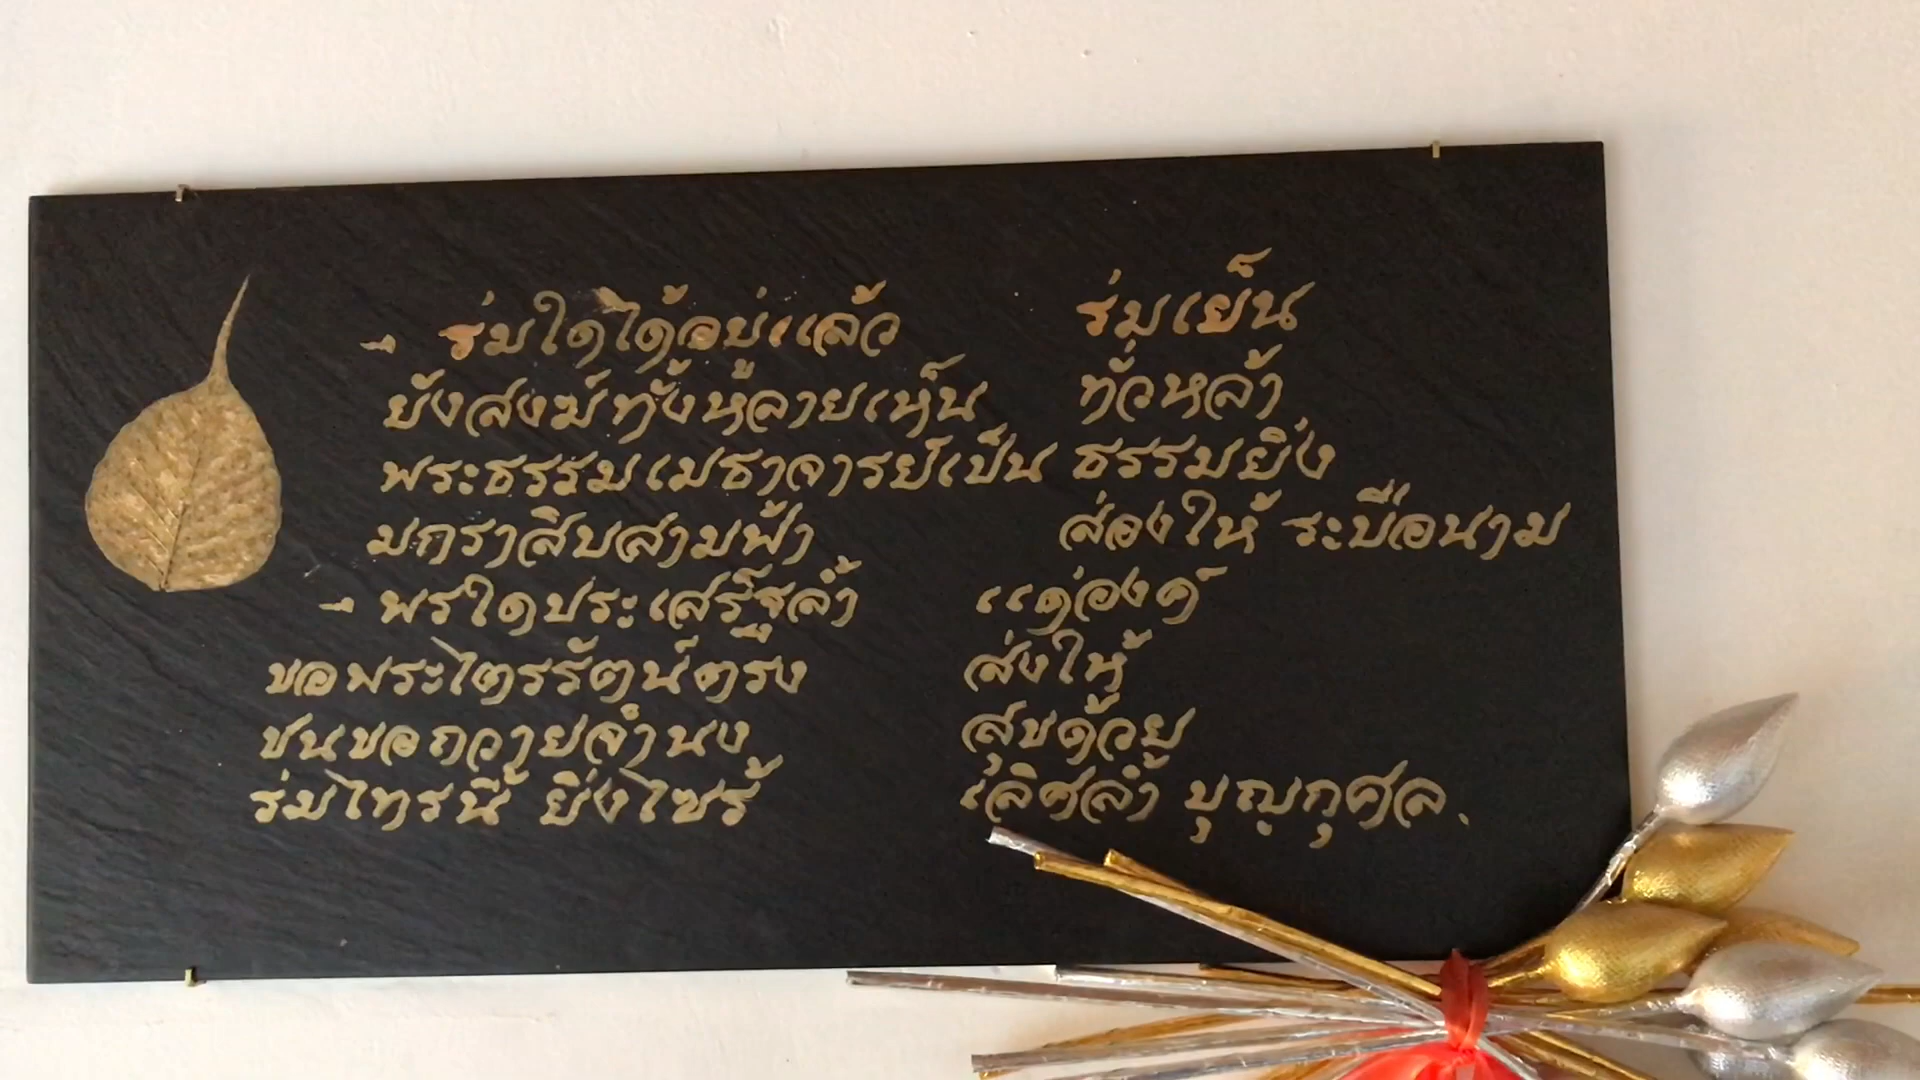 ร่มใดได้อยู่แล้ว ร่มเย็น
ยังสงฆ์ทั้งหลายเห็น ทั่วหล้า
พระธรรมเมธาจารย์เป็น ธรรมยิ่ง
มกราสิบสามฟ้า ส่องให้ ระบือนาม
พรใดประเสริฐล้ำ แด่องค์
ขอพระไตรรัตน์ตรง ส่งให้
ชนขอถวายจำนง สุขด้วย
ร่มไทรนี้ ยิ่งไซร้ เลิศล้ำ บุญกุศล